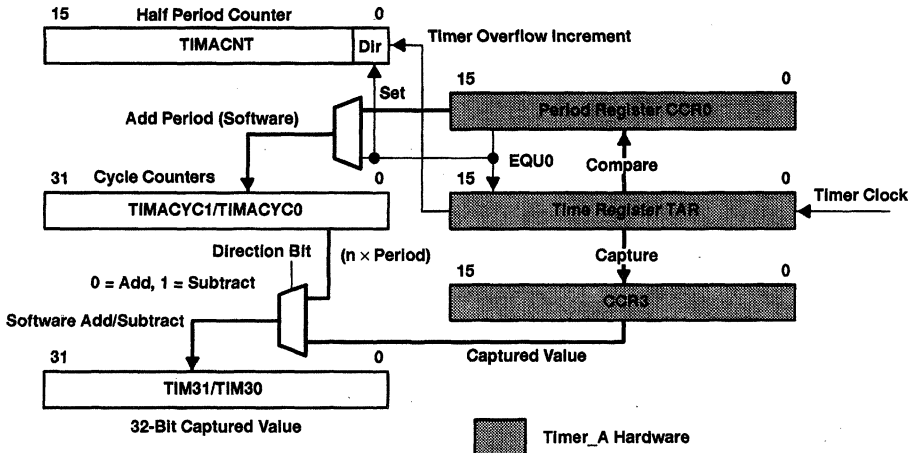 15 Half Period Counter 0
TIMACNT Dir
Timer Overflow Increment
Set
15 0
Period Register CCR0
Add Period (Software)
EQU0
Compare
31 Cycle Counters 0
TIMACYC1/TIMACYC0
15 0
Time Register TAR
Timer Clock
Direction Bit
(n × Period)
Capture
0 = Add, 1 = Subtract
15 0
CCR3
Software Add/Subtract
Captured Value
31 0
TIM31/TIM30
32-Bit Captured Value
Timer_A Hardware